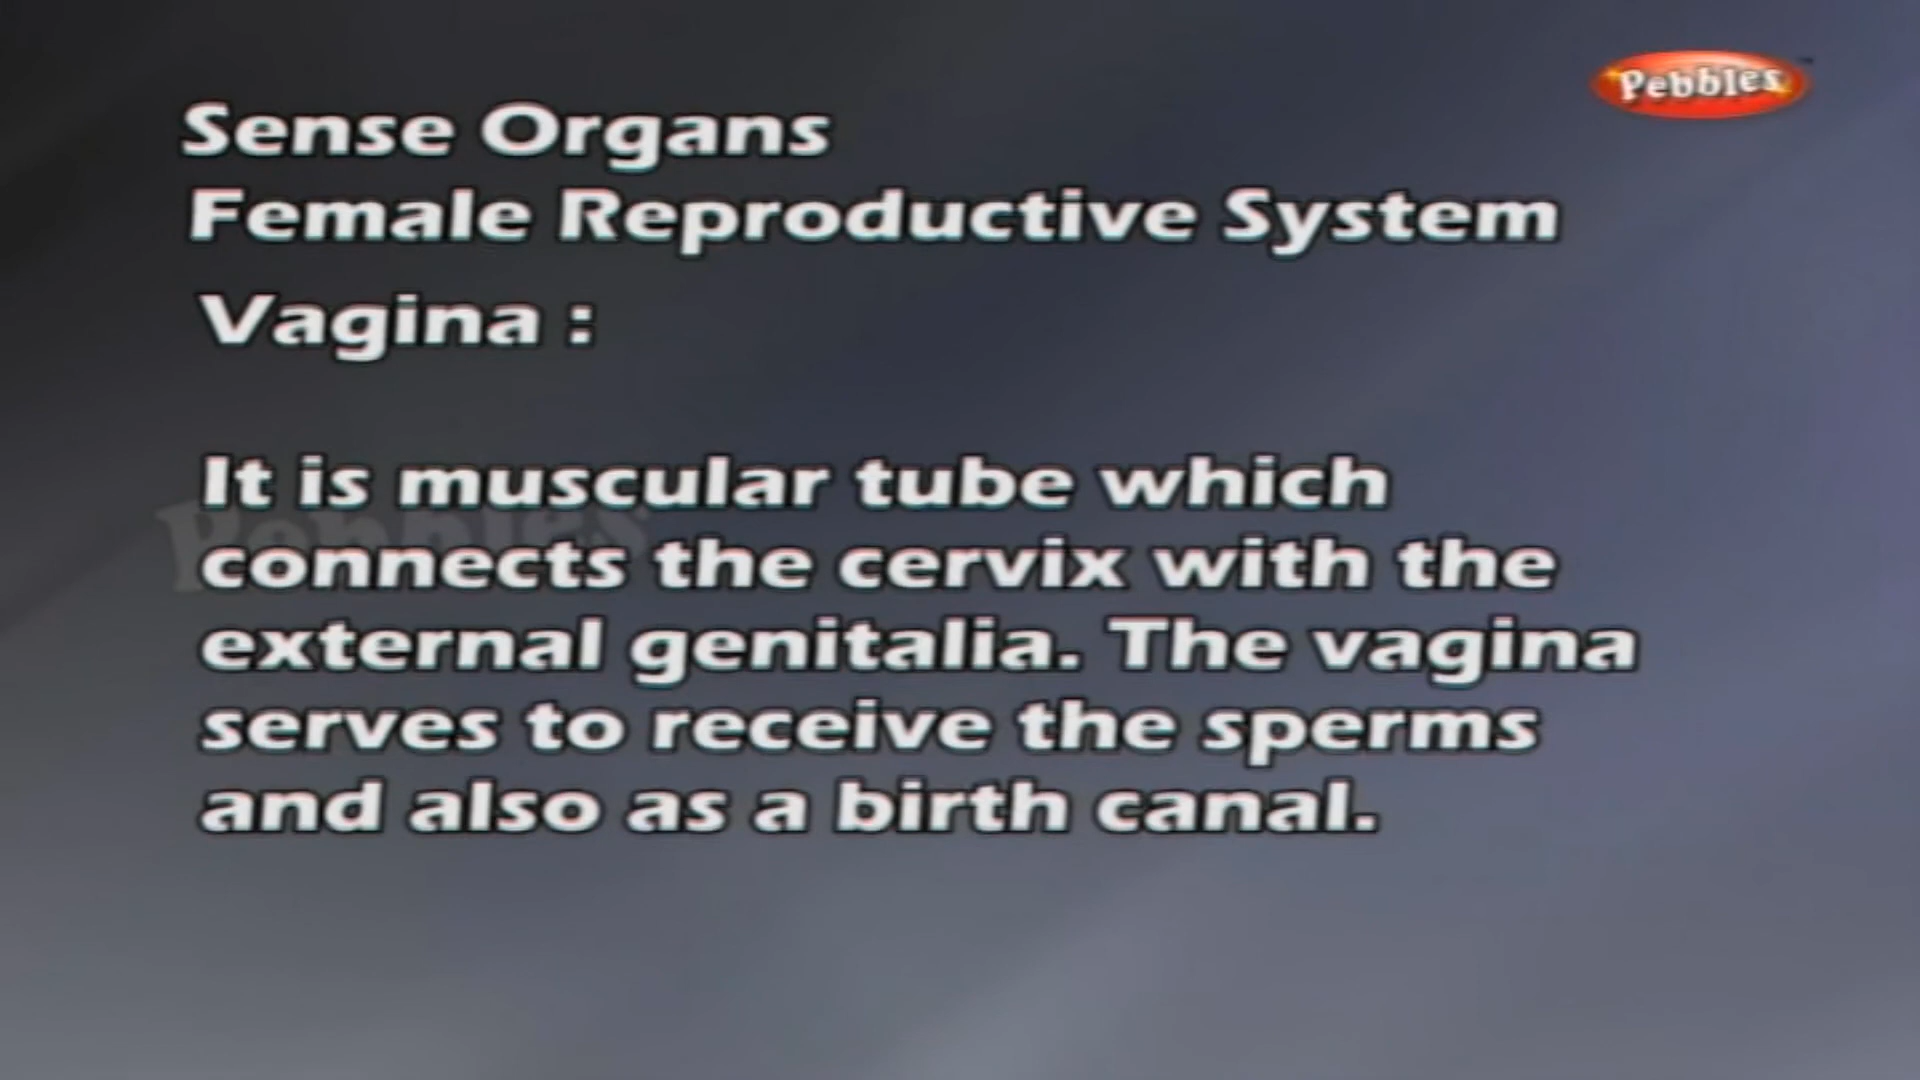 Pebbles
Sense Organs
Female Reproductive System
Vagina :
It is muscular tube which
connects the cervix with the
external genitalia. The vagina
serves to receive the sperms
and also as a birth canal.
Pebbles